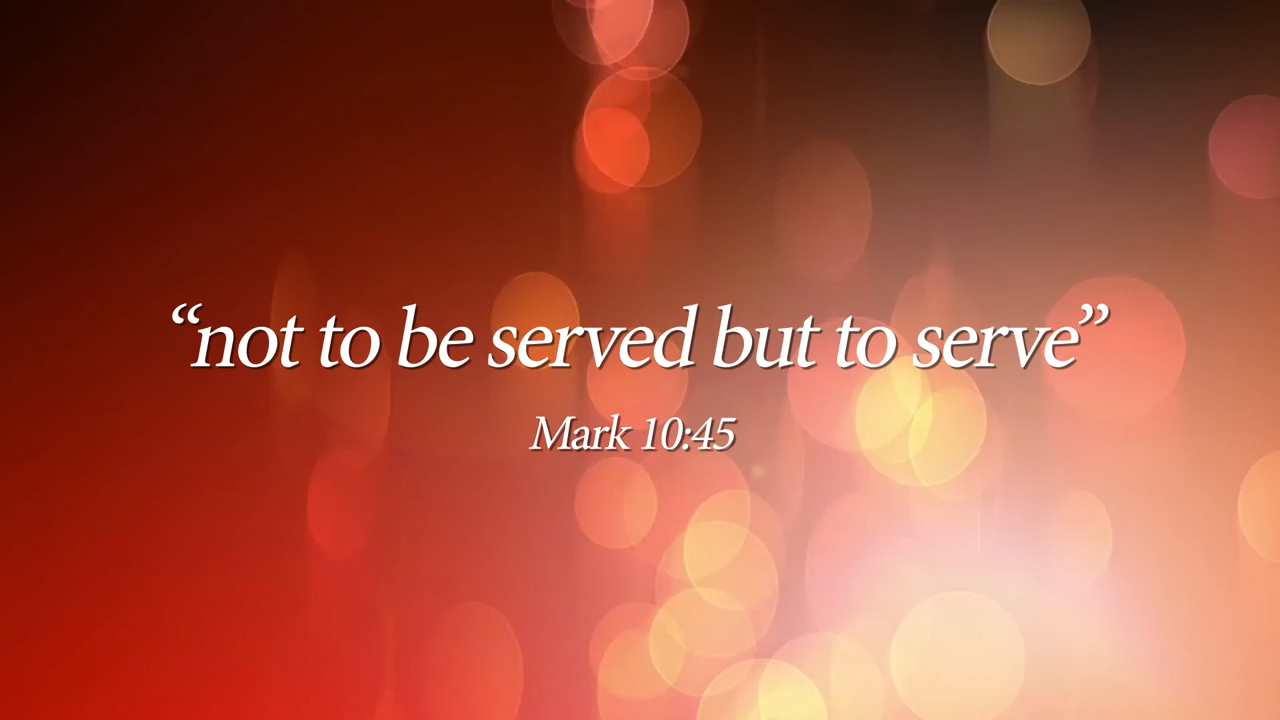 “not to be served but to serve”
Mark 10:45